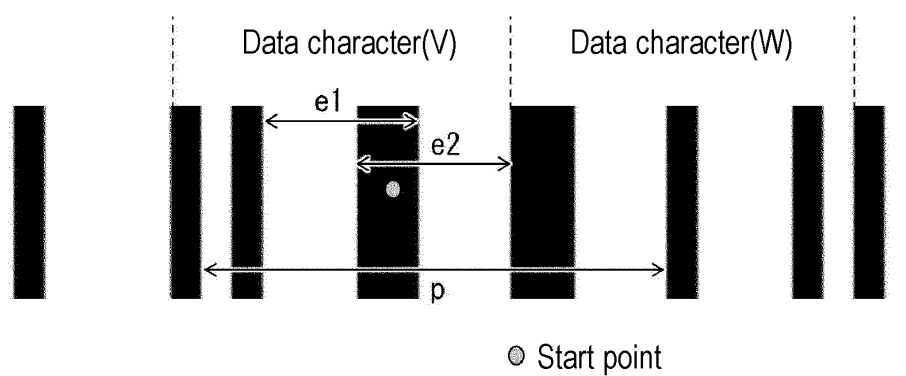 Data character(V) Data character(W)
e1
e2
p
Start point